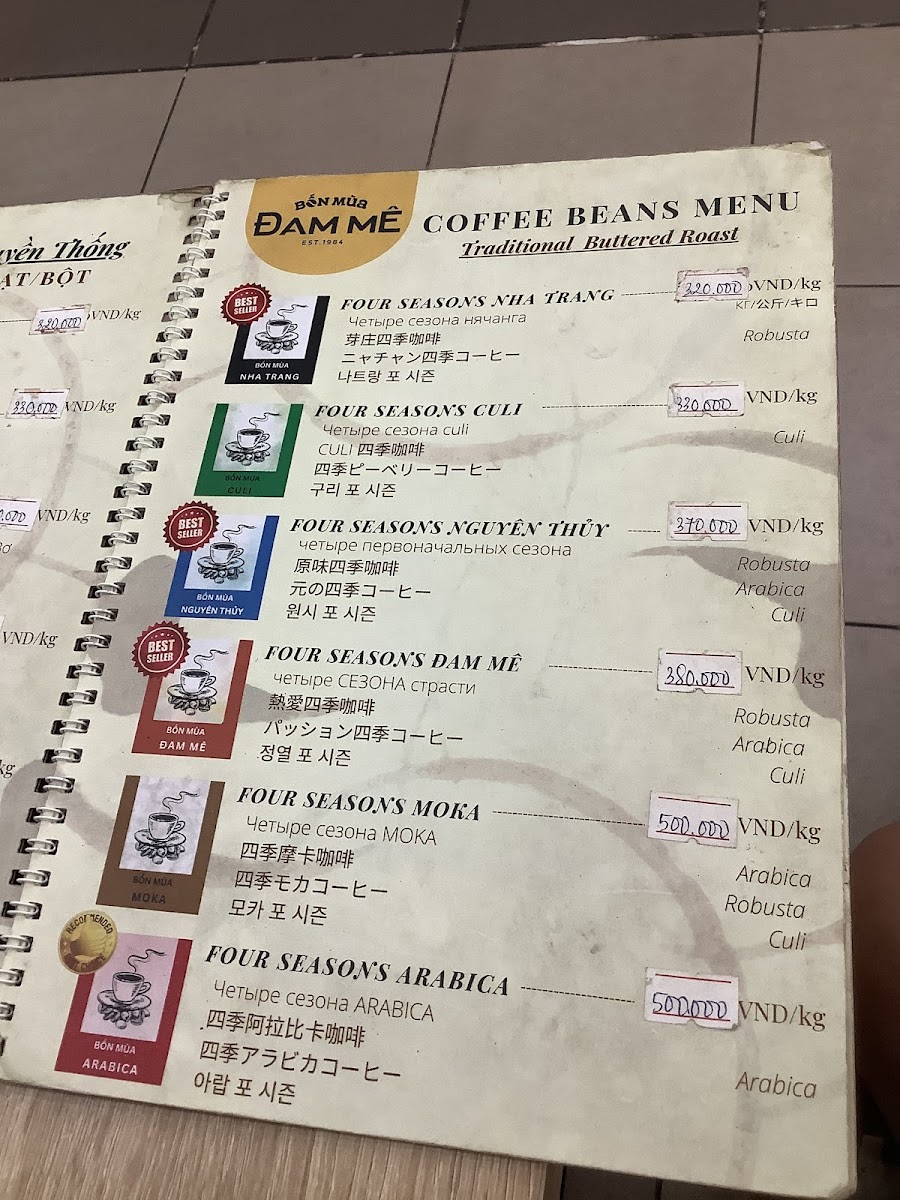 yền Thống
ẠT/BỘT
320.000 VND/kg
330.000 VND/kg
0.000 VND/kg
VND/kg
kg
BỐN MÙA
ĐAM MÊ
EST.1984
COFFEE BEANS MENU
Traditional Buttered Roast
BEST SELLER
BỐN MÙA
NHA TRANG
FOUR SEASONS NHA TRANG 320.000 VND/kg
КГ/公斤/キロ
Четыре сезона нячанга
Robusta
芽庄四季咖啡
ニャチャン四季コーヒー
나트랑 포 시즌
BỐN MÙA
CULI
FOUR SEASONS CULI 330.000 VND/kg
Четыре сезона culi
Culi
CULI 四季咖啡
四季ピーベリーコーヒー
구리 포 시즌
BEST SELLER
BỐN MÙA
NGUYÊN THỦY
FOUR SEASONS NGUYÊN THỦY 370.000 VND/kg
четыре первоначальных сезона
Robusta
原味四季咖啡
Arabica
元の四季コーヒー
Culi
원시 포 시즌
BEST SELLER
BỐN MÙA
ĐAM MÊ
FOUR SEASONS ĐAM MÊ 380.000 VND/kg
четыре СЕЗОНА страсти
Robusta
熱愛四季咖啡
Arabica
パッション四季コーヒー
Culi
정열 포 시즌
BỐN MÙA
MOKA
FOUR SEASONS MOKA 500.000 VND/kg
Четыре сезона MOKA
Arabica
四季摩卡咖啡
Robusta
四季モカコーヒー
Culi
모카 포 시즌
RECOMMENDED
BỐN MÙA
ARABICA
FOUR SEASONS ARABICA 500.000 VND/kg
Четыре сезона ARABICA
四季阿拉比卡咖啡
四季アラビカコーヒー
Arabica
아랍 포 시즌